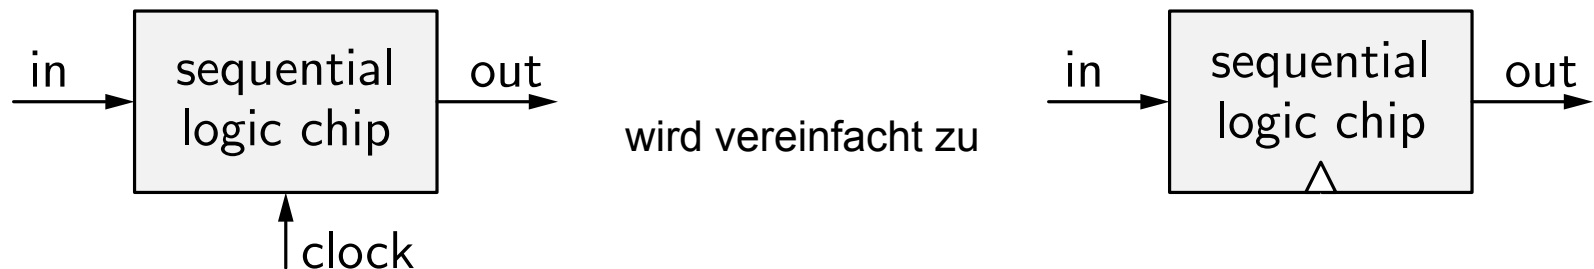 in
sequential
logic chip
out
clock
wird vereinfacht zu
in
sequential
logic chip
out